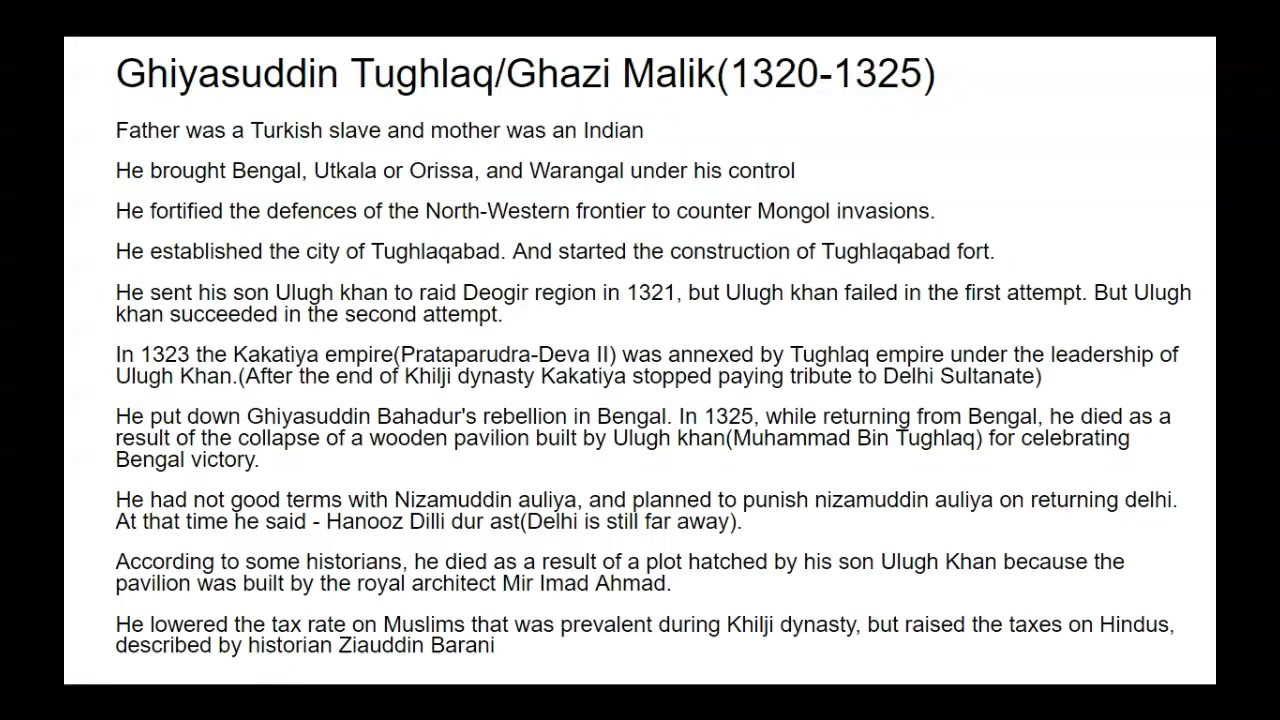 Ghiyasuddin Tughlaq/Ghazi Malik(1320-1325)
Father was a Turkish slave and mother was an Indian
He brought Bengal, Utkala or Orissa, and Warangal under his control
He fortified the defences of the North-Western frontier to counter Mongol invasions.
He established the city of Tughlaqabad. And started the construction of Tughlaqabad fort.
He sent his son Ulugh khan to raid Deogir region in 1321, but Ulugh khan failed in the first attempt. But Ulugh
khan succeeded in the second attempt.
In 1323 the Kakatiya empire(Prataparudra-Deva II) was annexed by Tughlaq empire under the leadership of
Ulugh Khan.(After the end of Khilji dynasty Kakatiya stopped paying tribute to Delhi Sultanate)
He put down Ghiyasuddin Bahadur's rebellion in Bengal. In 1325, while returning from Bengal, he died as a
result of the collapse of a wooden pavilion built by Ulugh khan(Muhammad Bin Tughlaq) for celebrating
Bengal victory.
He had not good terms with Nizamuddin auliya, and planned to punish nizamuddin auliya on returning delhi.
At that time he said - Hanooz Dilli dur ast(Delhi is still far away).
According to some historians, he died as a result of a plot hatched by his son Ulugh Khan because the
pavilion was built by the royal architect Mir Imad Ahmad.
He lowered the tax rate on Muslims that was prevalent during Khilji dynasty, but raised the taxes on Hindus,
described by historian Ziauddin Barani